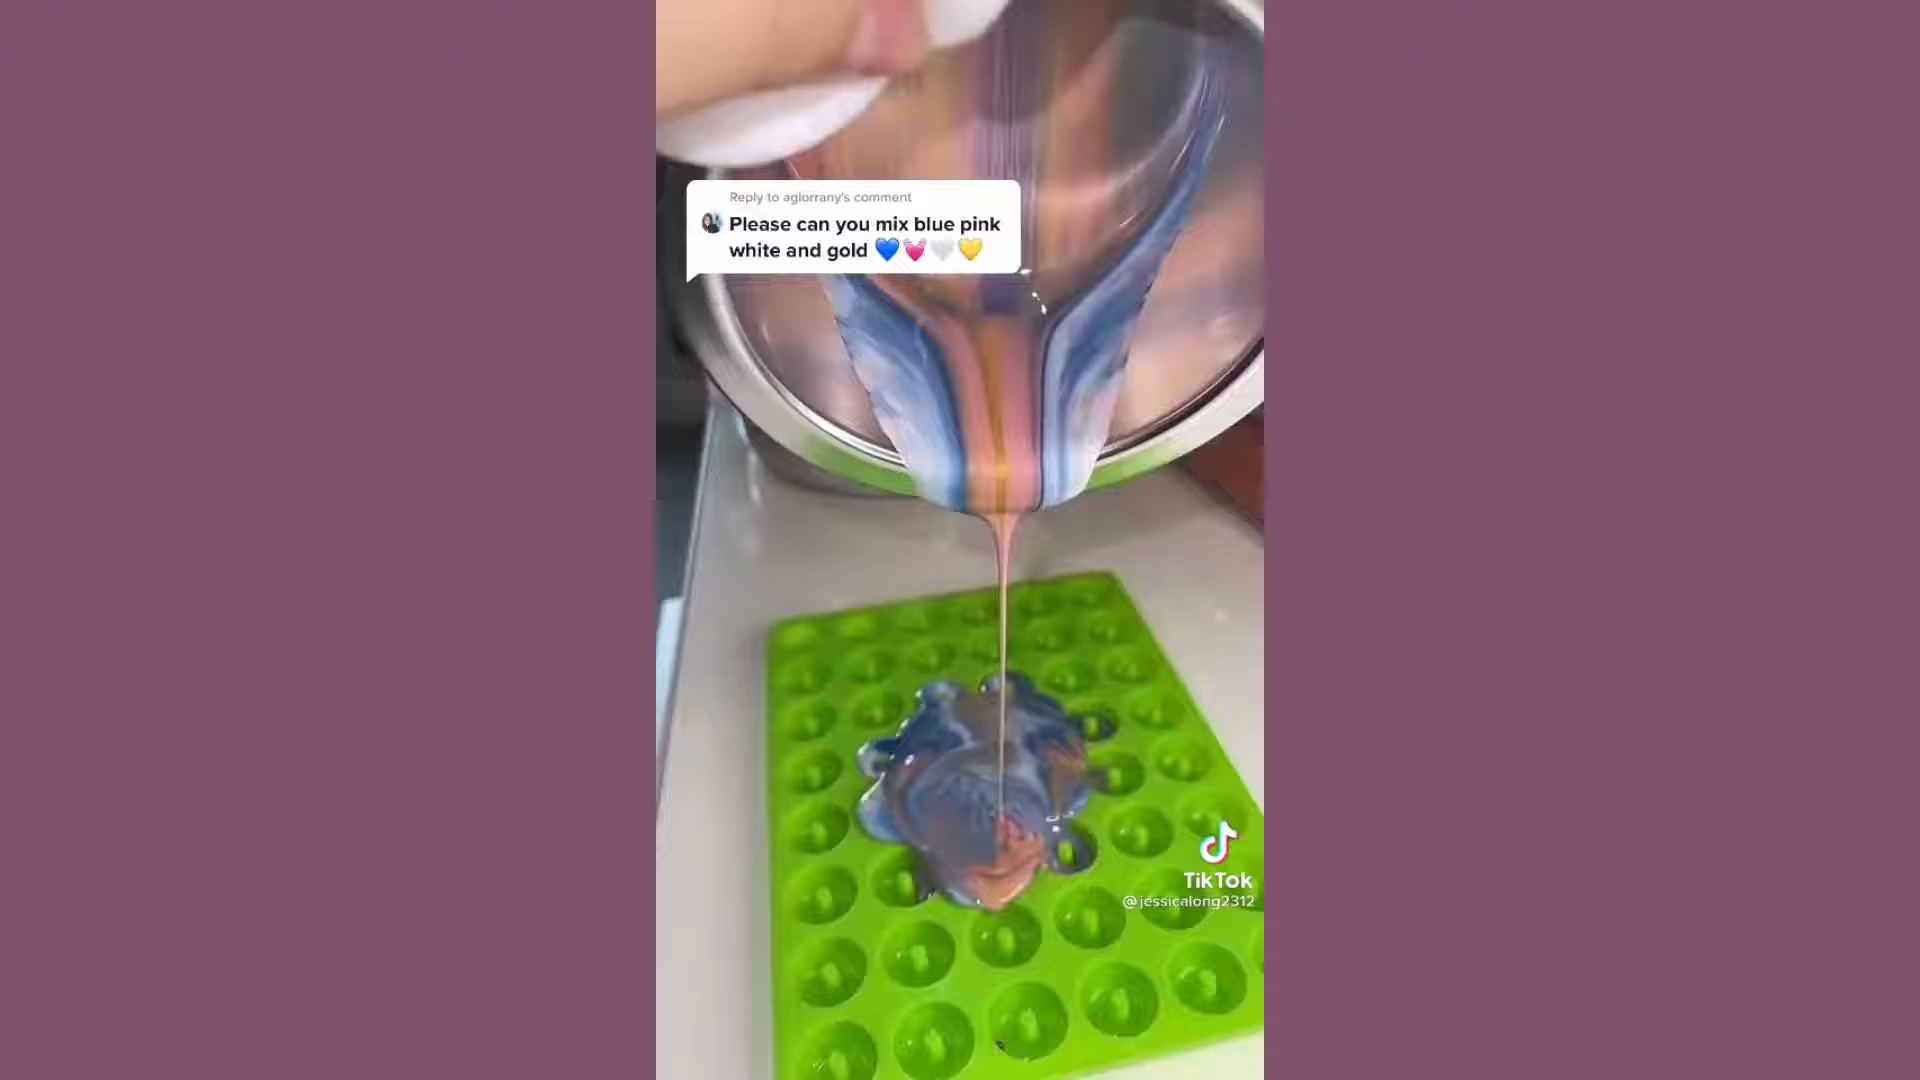 Reply to aglorrany's comment
Please can you mix blue pink
white and gold 💙💓🤍💛
TikTok
@jessicalong2312